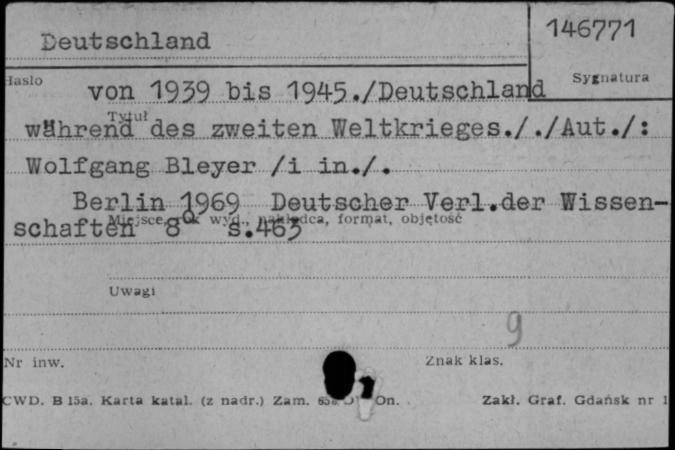 Deutschland
146771
Hasło
Sygnatura
von 1939 bis 1945./Deutschland
Tytuł
während des zweiten Weltkrieges././Aut./:
Wolfgang Bleyer /i in./.
Berlin 1969 Deutscher Verl.der Wissen-
schaften 8° s.463
Miejsce, rok wyd., nakładca, format, objętość
Uwagi
9
Nr inw.
Znak klas.
CWD. B 15a. Karta katal. (z nadr.) Zam. On.
Zakł. Graf. Gdańsk nr 1